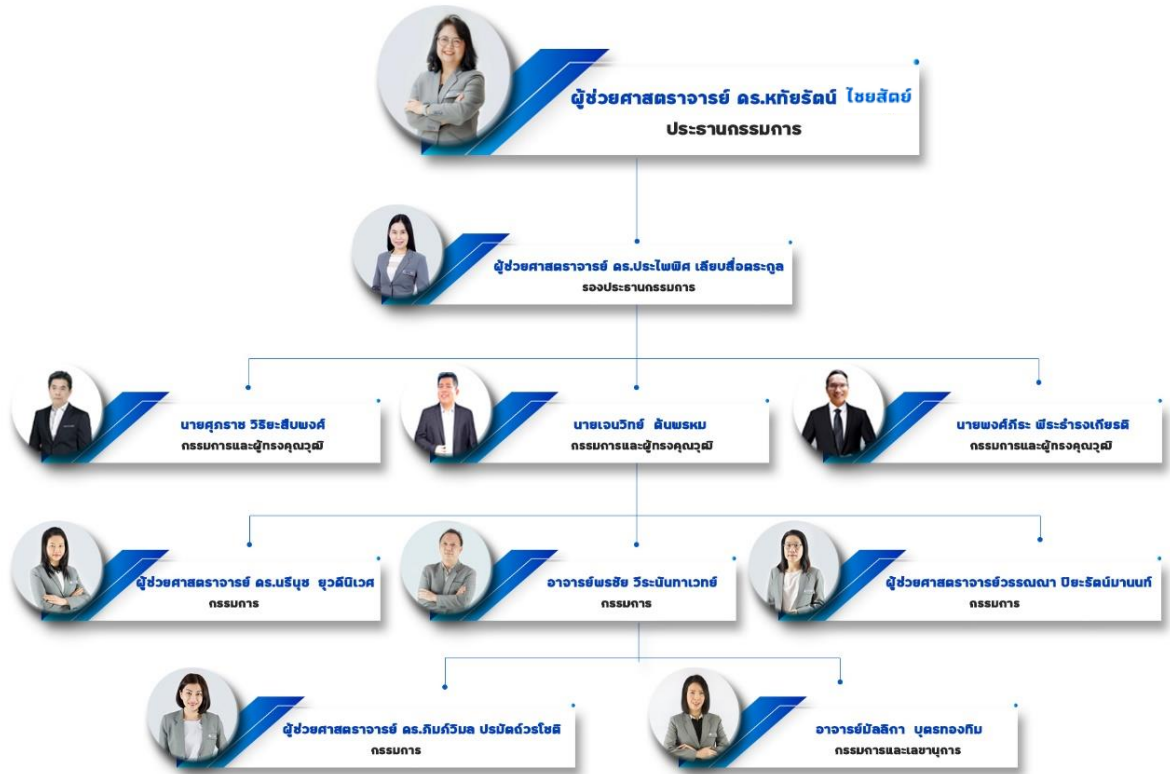 ผู้ช่วยศาสตราจารย์ ดร.หทัยรัตน์ ไชยสัตย์
ประธานกรรมการ
ผู้ช่วยศาสตราจารย์ ดร.ประไพพิศ เลียบสื่อตระกูล
รองประธานกรรมการ
นายศุภราช วิริยะสืบพงศ์
กรรมการและผู้ทรงคุณวุฒิ
นายเจนวิทย์ ต้นพรหม
กรรมการและผู้ทรงคุณวุฒิ
นายพงศ์ภีระ พีระธำรงเกียรติ
กรรมการและผู้ทรงคุณวุฒิ
ผู้ช่วยศาสตราจารย์ ดร.นรีนุช ยุวดีนิเวศ
กรรมการ
อาจารย์พรชัย วีระนันทาเวทย์
กรรมการ
ผู้ช่วยศาสตราจารย์วรรณณา ปิยะรัตน์มานนท์
กรรมการ
ผู้ช่วยศาสตราจารย์ ดร.ภิมภ์วิมล ปรมัตถ์วรโชติ
กรรมการ
อาจารย์มัลลิกา บุตรทองทิม
กรรมการและเลขานุการ